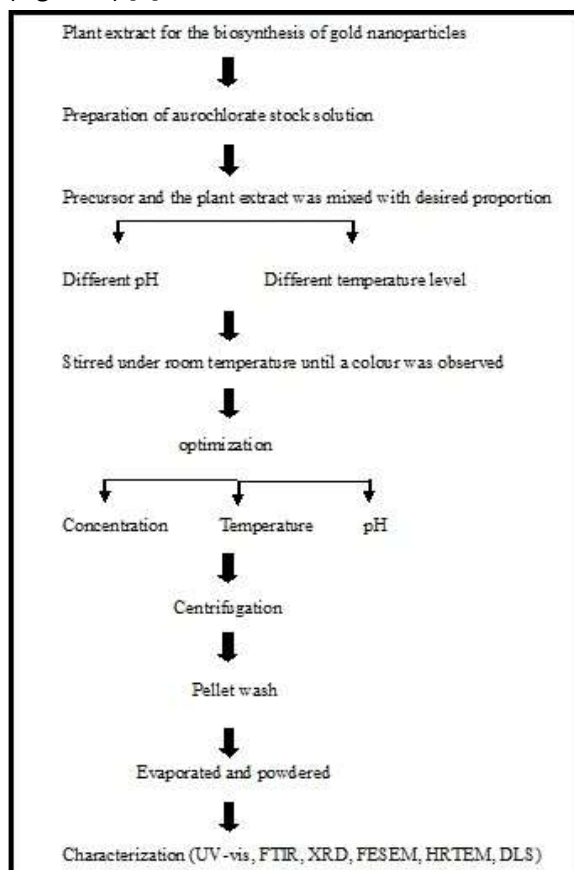 Plant extract for the biosynthesis of gold nanoparticles
Preparation of aurochlorate stock solution
Precursor and the plant extract was mixed with desired proportion
Different pH Different temperature level
Stirred under room temperature until a colour was observed
optimization
Concentration Temperature pH
Centrifugation
Pellet wash
Evaporated and powdered
Characterization (UV-vis, FTIR, XRD, FESEM, HRTEM, DLS)